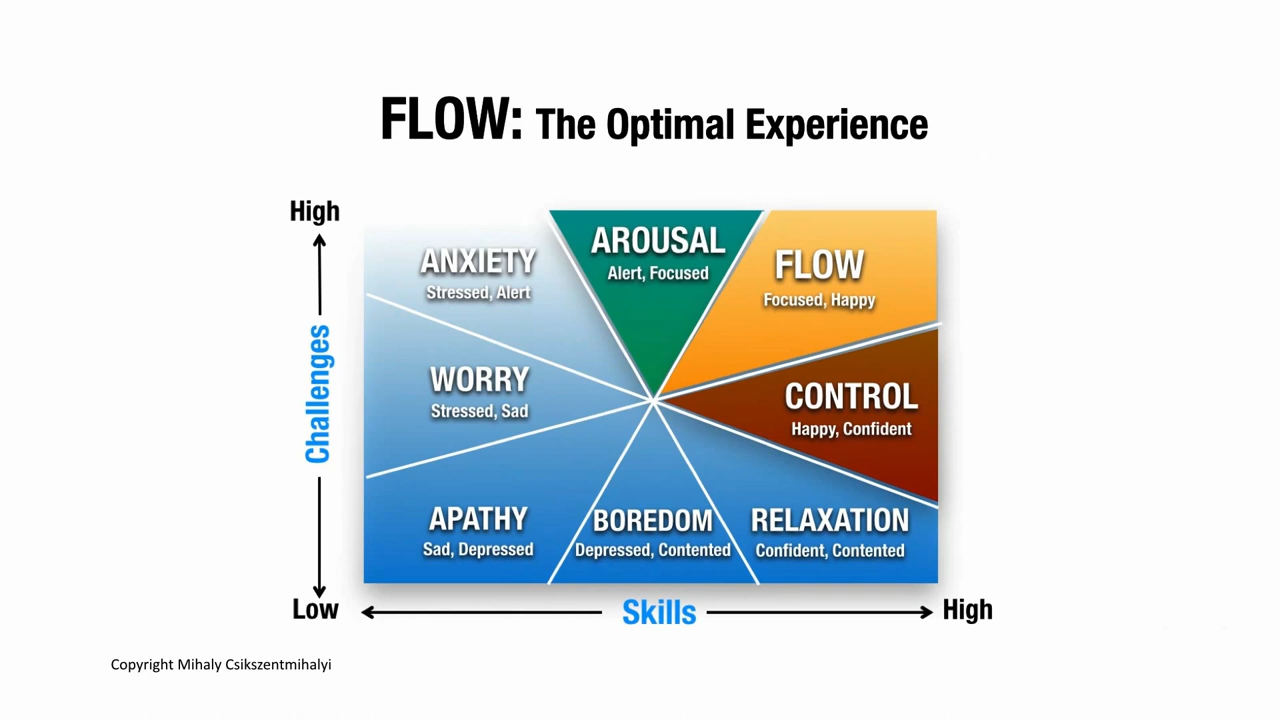 FLOW: The Optimal Experience
High
ANXIETY
Stressed, Alert
AROUSAL
Alert, Focused
FLOW
Focused, Happy
Challenges
WORRY
Stressed, Sad
CONTROL
Happy, Confident
APATHY
Sad, Depressed
BOREDOM
Depressed, Contented
RELAXATION
Confident, Contented
Low
Skills
High
Copyright Mihaly Csikszentmihalyi